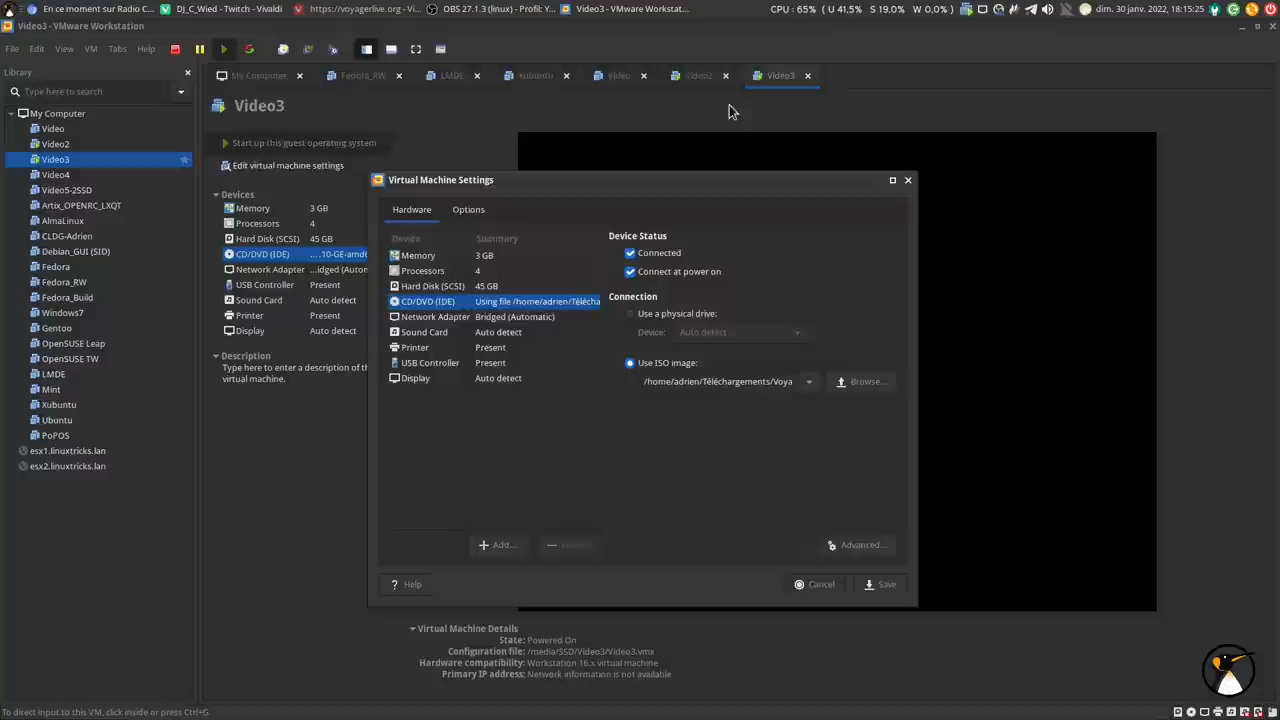 En ce moment sur Radio C...
DJ_C_Wied - Twitch - Vivaldi
https://voyagerlive.org - Vi...
OBS 27.1.3 (linux) - Profil: Y...
Video3 - VMware Workstat...
CPU : 65% ( U 41,5% S 19.0% W 0,0% )
dim. 30 janv. 2022, 18:15:25
Video3 - VMware Workstation
File Edit View VM Tabs Help
Library
My Computer
Fedora_RW
LMDE
Xubuntu
Video
Video2
Video3
Type here to search
Video3
My Computer
Video
Video2
Video3
Video4
Video5-2SSD
Artix_OPENRC_LXQT
AlmaLinux
CLDG-Adrien
Debian_GUI (SID)
Fedora
Fedora_RW
Fedora_Build
Windows7
Gentoo
OpenSUSE Leap
OpenSUSE TW
LMDE
Mint
Xubuntu
Ubuntu
PoPOS
esx1.linuxtricks.lan
esx2.linuxtricks.lan
Start up this guest operating system
Edit virtual machine settings
Devices
Memory 3 GB
Processors 4
Hard Disk (SCSI) 45 GB
CD/DVD (IDE) ....10-GE-amd6
Network Adapter ...idged (Auton
USB Controller Present
Sound Card Auto detect
Printer Present
Display Auto detect
Description
Type here to enter a description of th
virtual machine.
Virtual Machine Settings
Hardware Options
Device Summary
Memory 3 GB
Processors 4
Hard Disk (SCSI) 45 GB
CD/DVD (IDE) Using file /home/adrien/Télécha
Network Adapter Bridged (Automatic)
Sound Card Auto detect
Printer Present
USB Controller Present
Display Auto detect
Device Status
Connected
Connect at power on
Connection
Use a physical drive:
Device: Auto detect
Use ISO image:
/home/adrien/Téléchargements/Voya
Browse...
Add...
Advanced...
Help
Cancel
Save
Virtual Machine Details
State: Powered On
Configuration file: /media/SSD/Video3/Video3.vmx
Hardware compatibility: Workstation 16.x virtual machine
Primary IP address: Network information is not available
To direct input to this VM, click inside or press Ctrl+G.